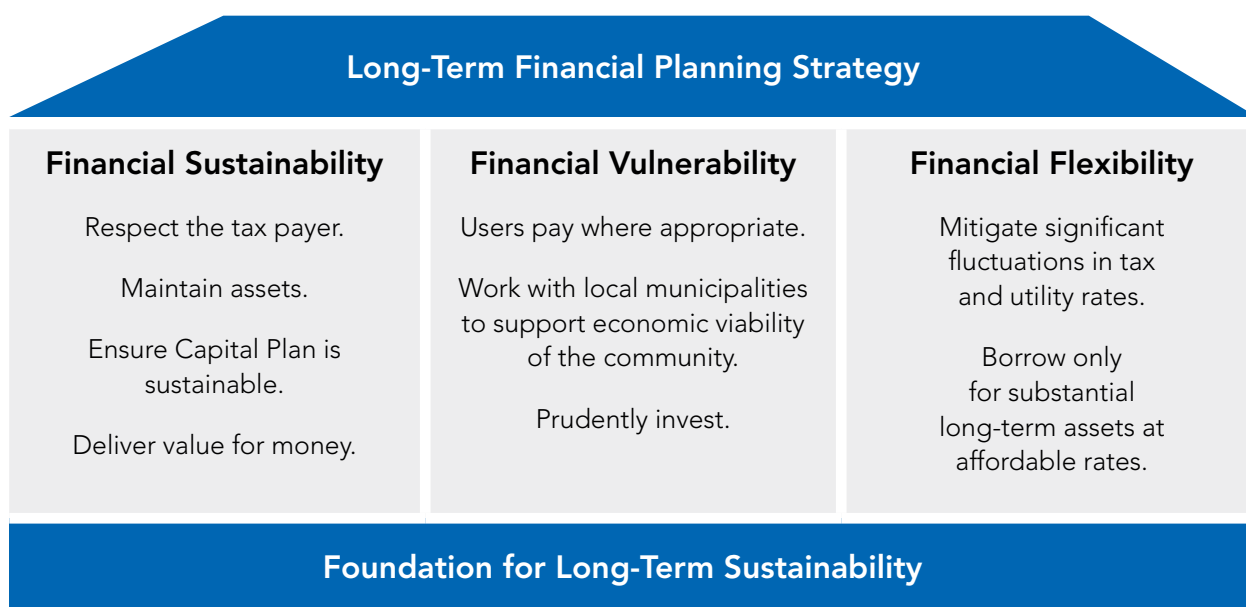 Long-Term Financial Planning Strategy
Financial Sustainability
Respect the tax payer.
Maintain assets.
Ensure Capital Plan is
sustainable.
Deliver value for money.
Financial Vulnerability
Users pay where appropriate.
Work with local municipalities
to support economic viability
of the community.
Prudently invest.
Financial Flexibility
Mitigate significant
fluctuations in tax
and utility rates.
Borrow only
for substantial
long-term assets at
affordable rates.
Foundation for Long-Term Sustainability